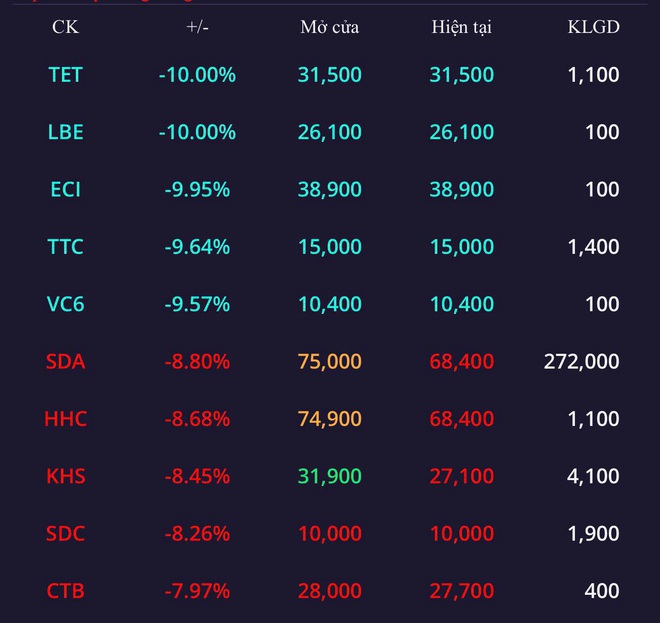 CK +/- Mở cửa Hiện tại KLGD
TET -10.00% 31,500 31,500 1,100
LBE -10.00% 26,100 26,100 100
ECI -9.95% 38,900 38,900 100
TTC -9.64% 15,000 15,000 1,400
VC6 -9.57% 10,400 10,400 100
SDA -8.80% 75,000 68,400 272,000
HHC -8.68% 74,900 68,400 1,100
KHS -8.45% 31,900 27,100 4,100
SDC -8.26% 10,000 10,000 1,900
CTB -7.97% 28,000 27,700 400